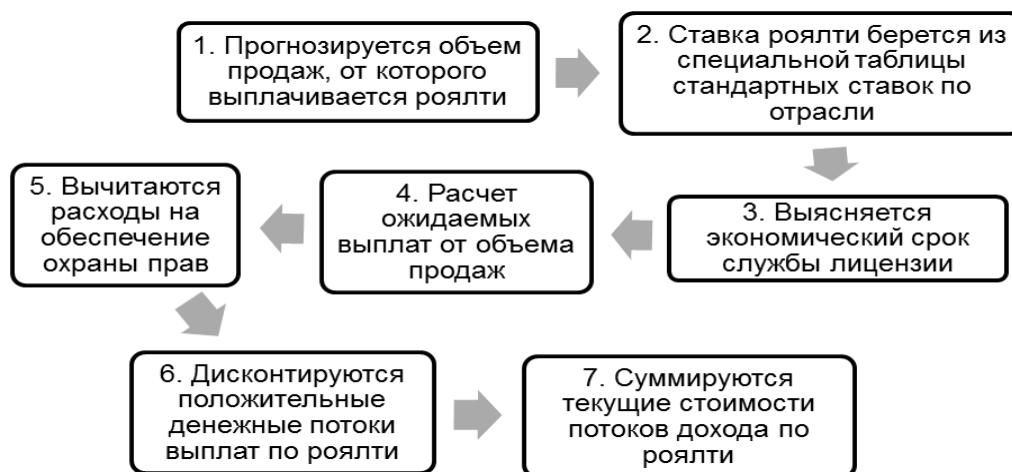 1. Прогнозируется объем
продаж, от которого
выплачивается роялти
2. Ставка роялти берется из
специальной таблицы
стандартных ставок по
отрасли
3. Выясняется
экономический срок
службы лицензии
4. Расчет
ожидаемых
выплат от объема
продаж
5. Вычитаются
расходы на
обеспечение
охраны прав
6. Дисконтируются
положительные
денежные потоки
выплат по роялти
7. Суммируются
текущие стоимости
потоков дохода по
роялти